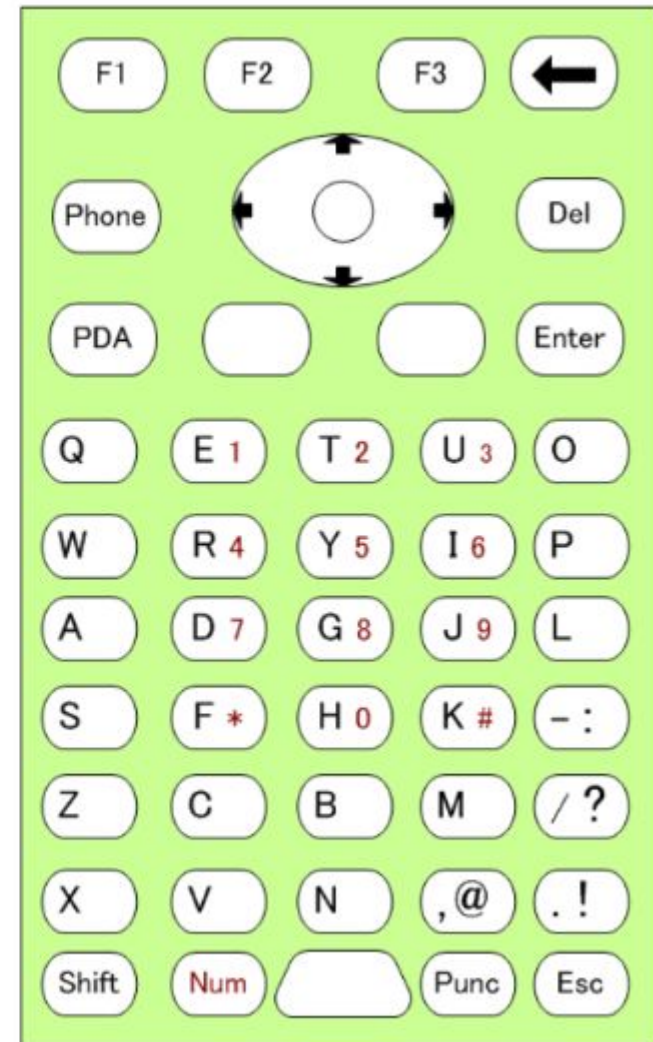 F1 F2 F3
Phone Del
PDA Enter
Q E 1 T 2 U 3 O
W R 4 Y 5 I 6 P
A D 7 G 8 J 9 L
S F * H 0 K # - :
Z C B M / ?
X V N , @ . !
Shift Num Punc Esc